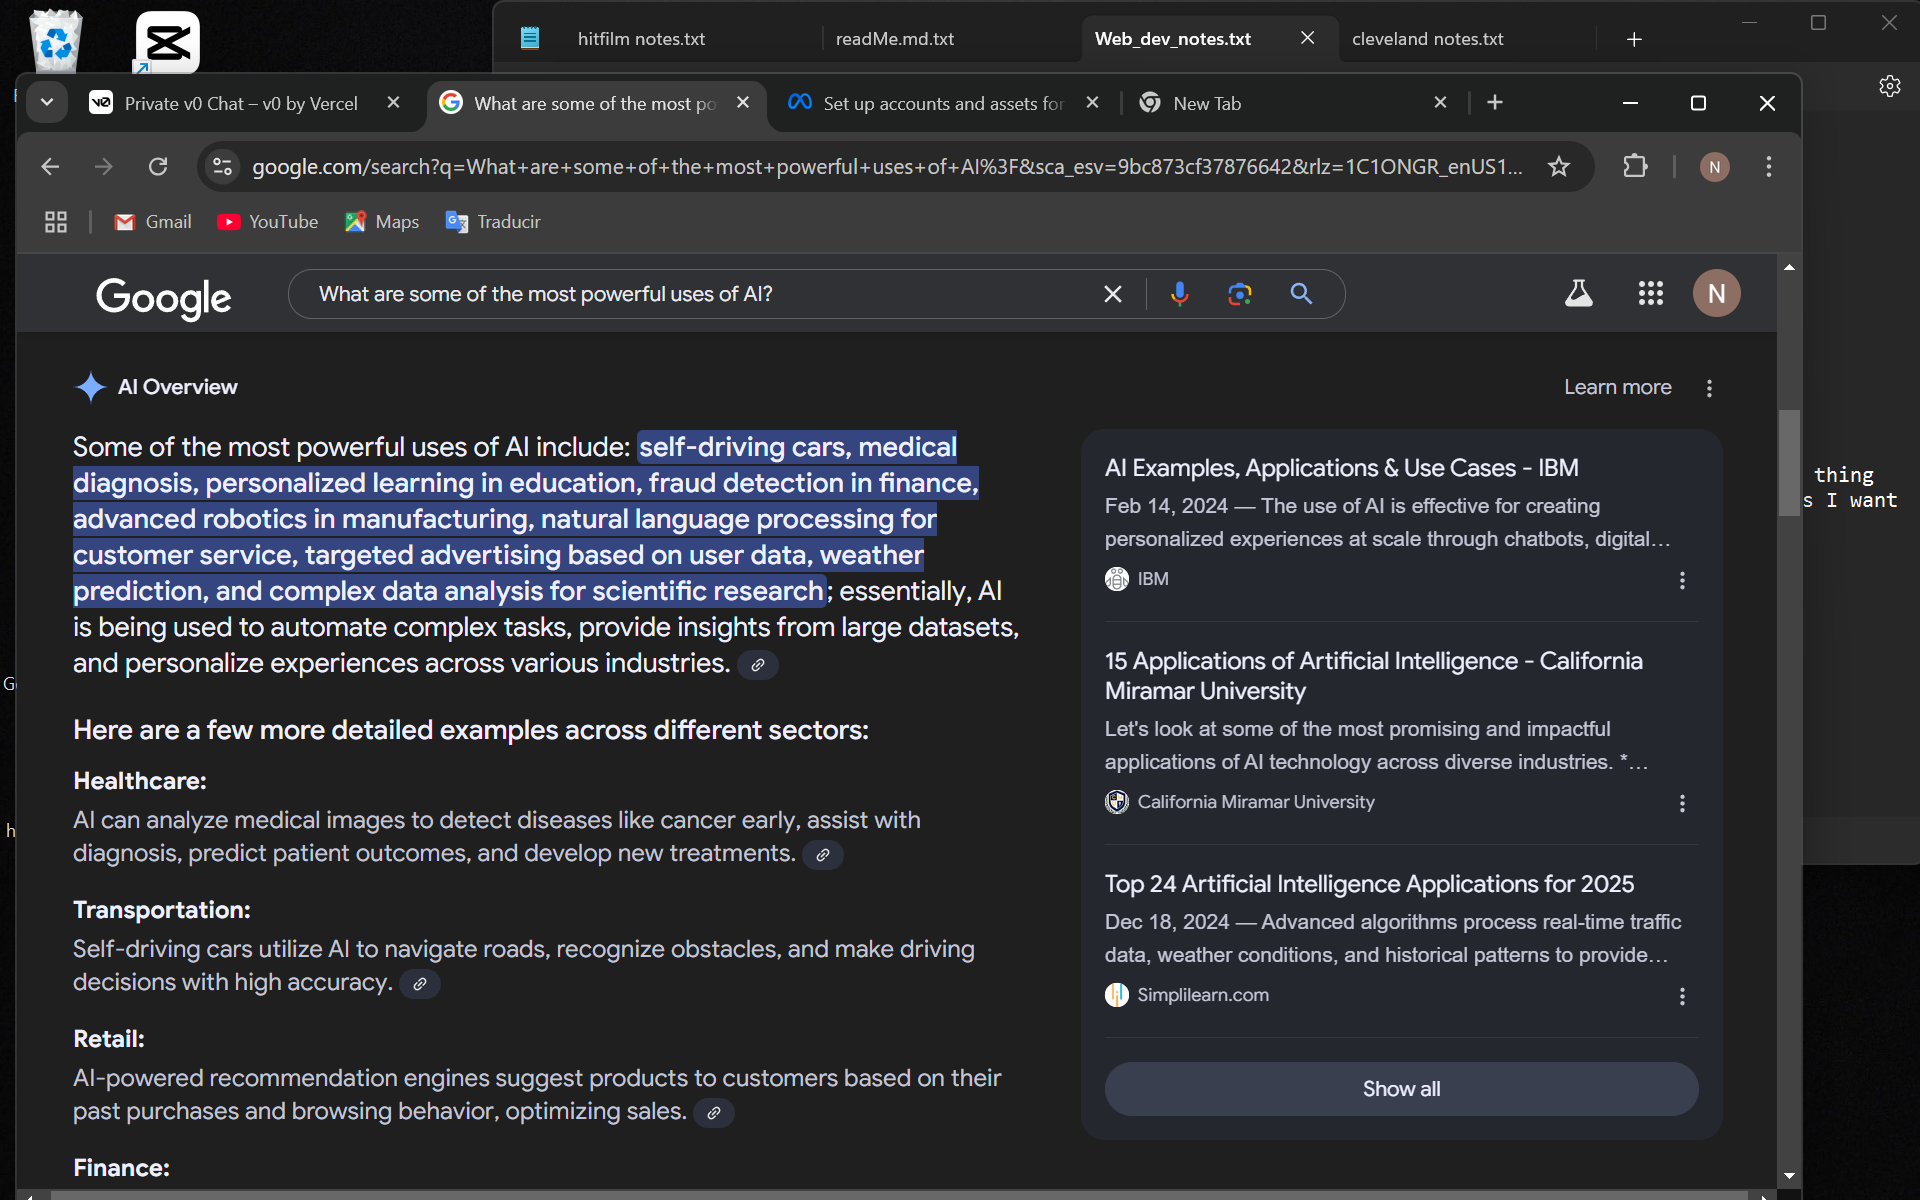 hitfilm notes.txt
readMe.md.txt
Web_dev_notes.txt
cleveland notes.txt
Private v0 Chat – v0 by Vercel
What are some of the most po
Set up accounts and assets for
New Tab
google.com/search?q=What+are+some+of+the+most+powerful+uses+of+AI%3F&sca_esv=9bc873cf37876642&rlz=1C1ONGR_enUS1...
N
Gmail
YouTube
Maps
Traducir
Google
What are some of the most powerful uses of AI?
N
AI Overview
Learn more
Some of the most powerful uses of AI include: self-driving cars, medical
diagnosis, personalized learning in education, fraud detection in finance,
advanced robotics in manufacturing, natural language processing for
customer service, targeted advertising based on user data, weather
prediction, and complex data analysis for scientific research; essentially, AI
is being used to automate complex tasks, provide insights from large datasets,
and personalize experiences across various industries.
Here are a few more detailed examples across different sectors:
Healthcare:
AI can analyze medical images to detect diseases like cancer early, assist with
diagnosis, predict patient outcomes, and develop new treatments.
Transportation:
Self-driving cars utilize AI to navigate roads, recognize obstacles, and make driving
decisions with high accuracy.
Retail:
AI-powered recommendation engines suggest products to customers based on their
past purchases and browsing behavior, optimizing sales.
Finance:
AI Examples, Applications & Use Cases - IBM
Feb 14, 2024 — The use of AI is effective for creating
personalized experiences at scale through chatbots, digital...
IBM
15 Applications of Artificial Intelligence - California
Miramar University
Let's look at some of the most promising and impactful
applications of AI technology across diverse industries. *...
California Miramar University
Top 24 Artificial Intelligence Applications for 2025
Dec 18, 2024 — Advanced algorithms process real-time traffic
data, weather conditions, and historical patterns to provide...
Simplilearn.com
Show all
thing
s I want